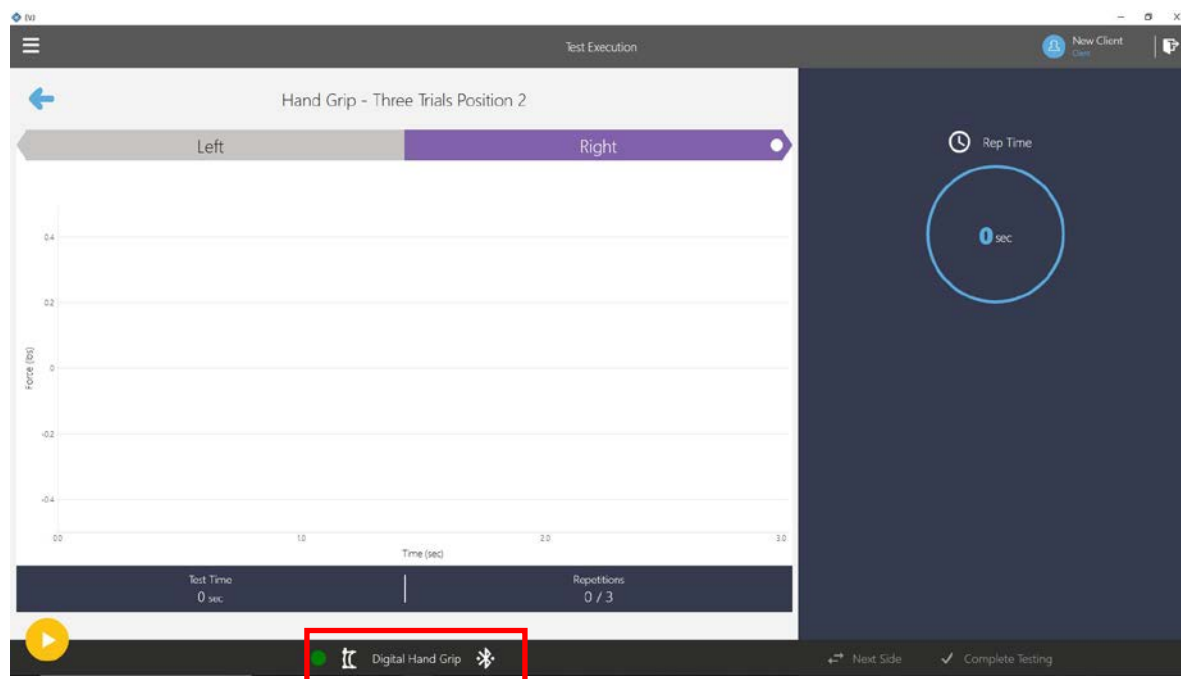 Test Execution
New Client
Client
Hand Grip - Three Trials Position 2
Left
Right
Rep Time
0 sec
0.4
0.2
0
-0.2
-0.4
Force (lbs)
0.0
1.0
2.0
3.0
Time (sec)
Test Time
0 sec
Repetitions
0 / 3
Digital Hand Grip
Next Side
Complete Testing